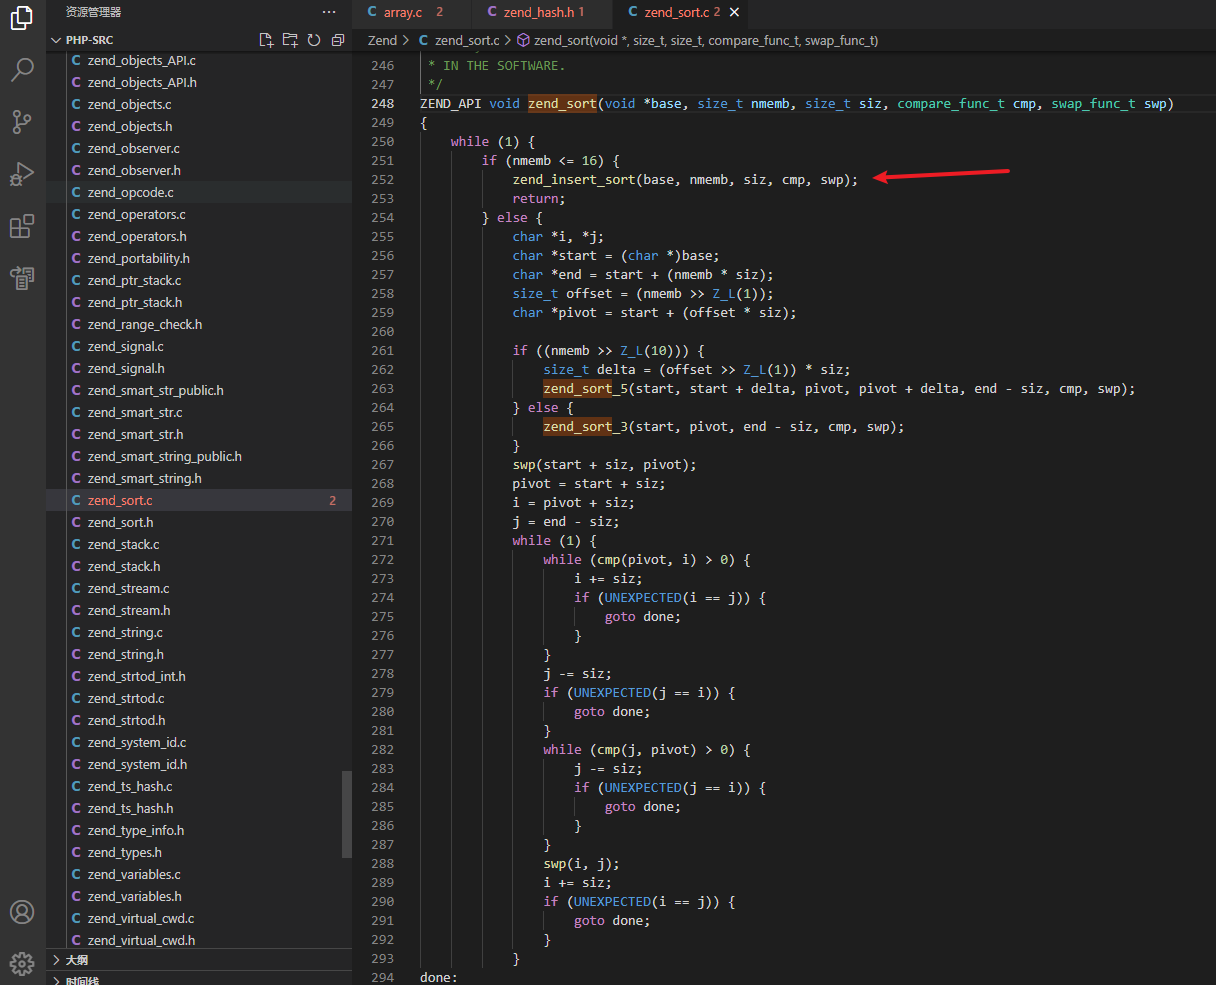 资源管理器
···
PHP-SRC
C zend_objects_API.c
C zend_objects_API.h
C zend_objects.c
C zend_objects.h
C zend_observer.c
C zend_observer.h
C zend_opcode.c
C zend_operators.c
C zend_operators.h
C zend_portability.h
C zend_ptr_stack.c
C zend_ptr_stack.h
C zend_range_check.h
C zend_signal.c
C zend_signal.h
C zend_smart_str_public.h
C zend_smart_str.c
C zend_smart_str.h
C zend_smart_string_public.h
C zend_smart_string.h
C zend_sort.c 2
C zend_sort.h
C zend_stack.c
C zend_stack.h
C zend_stream.c
C zend_stream.h
C zend_string.c
C zend_string.h
C zend_strtod_int.h
C zend_strtod.c
C zend_strtod.h
C zend_system_id.c
C zend_system_id.h
C zend_ts_hash.c
C zend_ts_hash.h
C zend_type_info.h
C zend_types.h
C zend_variables.c
C zend_variables.h
C zend_virtual_cwd.c
C zend_virtual_cwd.h
大纲
时间线
C array.c 2
C zend_hash.h 1
C zend_sort.c 2
Zend > C zend_sort.c > zend_sort(void *, size_t, size_t, compare_func_t, swap_func_t)
246 * IN THE SOFTWARE.
247 */
248 ZEND_API void zend_sort(void *base, size_t nmemb, size_t siz, compare_func_t cmp, swap_func_t swp)
249 {
250 while (1) {
251 if (nmemb <= 16) {
252 zend_insert_sort(base, nmemb, siz, cmp, swp);
253 return;
254 } else {
255 char *i, *j;
256 char *start = (char *)base;
257 char *end = start + (nmemb * siz);
258 size_t offset = (nmemb >> Z_L(1));
259 char *pivot = start + (offset * siz);
260
261 if ((nmemb >> Z_L(10))) {
262 size_t delta = (offset >> Z_L(1)) * siz;
263 zend_sort_5(start, start + delta, pivot, pivot + delta, end - siz, cmp, swp);
264 } else {
265 zend_sort_3(start, pivot, end - siz, cmp, swp);
266 }
267 swp(start + siz, pivot);
268 pivot = start + siz;
269 i = pivot + siz;
270 j = end - siz;
271 while (1) {
272 while (cmp(pivot, i) > 0) {
273 i += siz;
274 if (UNEXPECTED(i == j)) {
275 goto done;
276 }
277 }
278 j -= siz;
279 if (UNEXPECTED(j == i)) {
280 goto done;
281 }
282 while (cmp(j, pivot) > 0) {
283 j -= siz;
284 if (UNEXPECTED(j == i)) {
285 goto done;
286 }
287 }
288 swp(i, j);
289 i += siz;
290 if (UNEXPECTED(i == j)) {
291 goto done;
292 }
293 }
294 done: